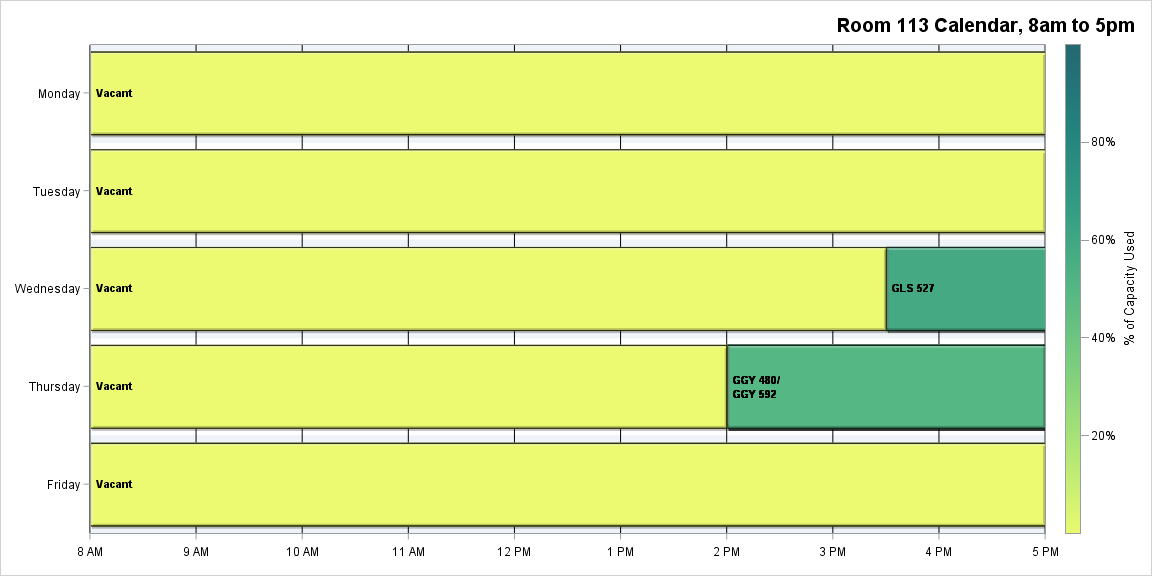 Room 113 Calendar, 8am to 5pm
Monday
Vacant
Tuesday
Vacant
Wednesday
Vacant
GLS 527
Thursday
Vacant
GGY 480/
GGY 592
Friday
Vacant
8 AM
9 AM
10 AM
11 AM
12 PM
1 PM
2 PM
3 PM
4 PM
5 PM
80%
60%
40%
20%
% of Capacity Used